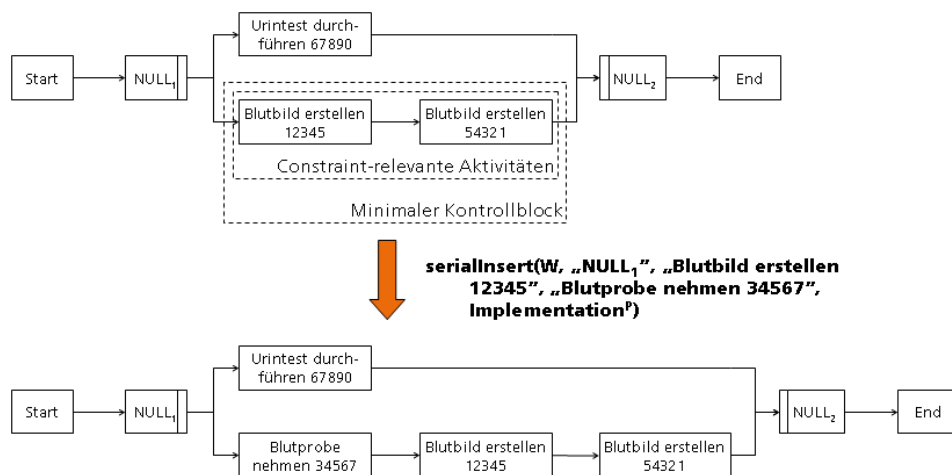 Urintest durch-
führen 67890
Start
NULL₁
NULL₂
End
Blutbild erstellen
12345
Blutbild erstellen
54321
Constraint-relevante Aktivitäten
Minimaler Kontrollblock
serialInsert(W, „NULL₁”, „Blutbild erstellen
12345”, „Blutprobe nehmen 34567”,
Implementationᴾ)
Urintest durch-
führen 67890
Start
NULL₁
NULL₂
End
Blutprobe
nehmen 34567
Blutbild erstellen
12345
Blutbild erstellen
54321